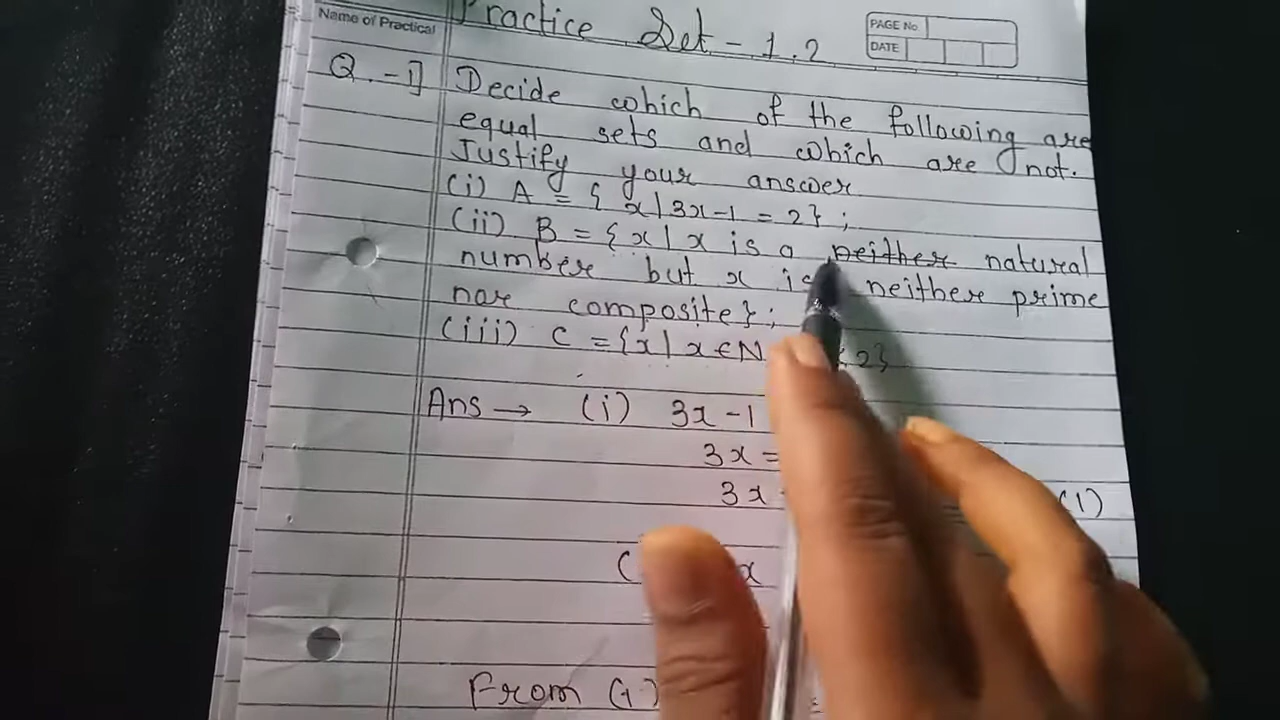 Name of Practical
Practice Set - 1.2
PAGE No
DATE
Q.-1] Decide which of the following are
equal sets and which are not.
Justify your answer
(i) A = { x | 3x-1 = 2} ;
(ii) B = {x | x is a neither natural
number but x is neither prime
nor composite} ;
(iii) C = {x | x ∈ N 2}
Ans → (i) 3x - 1
3x =
3x
(1)
( x
From (1) =